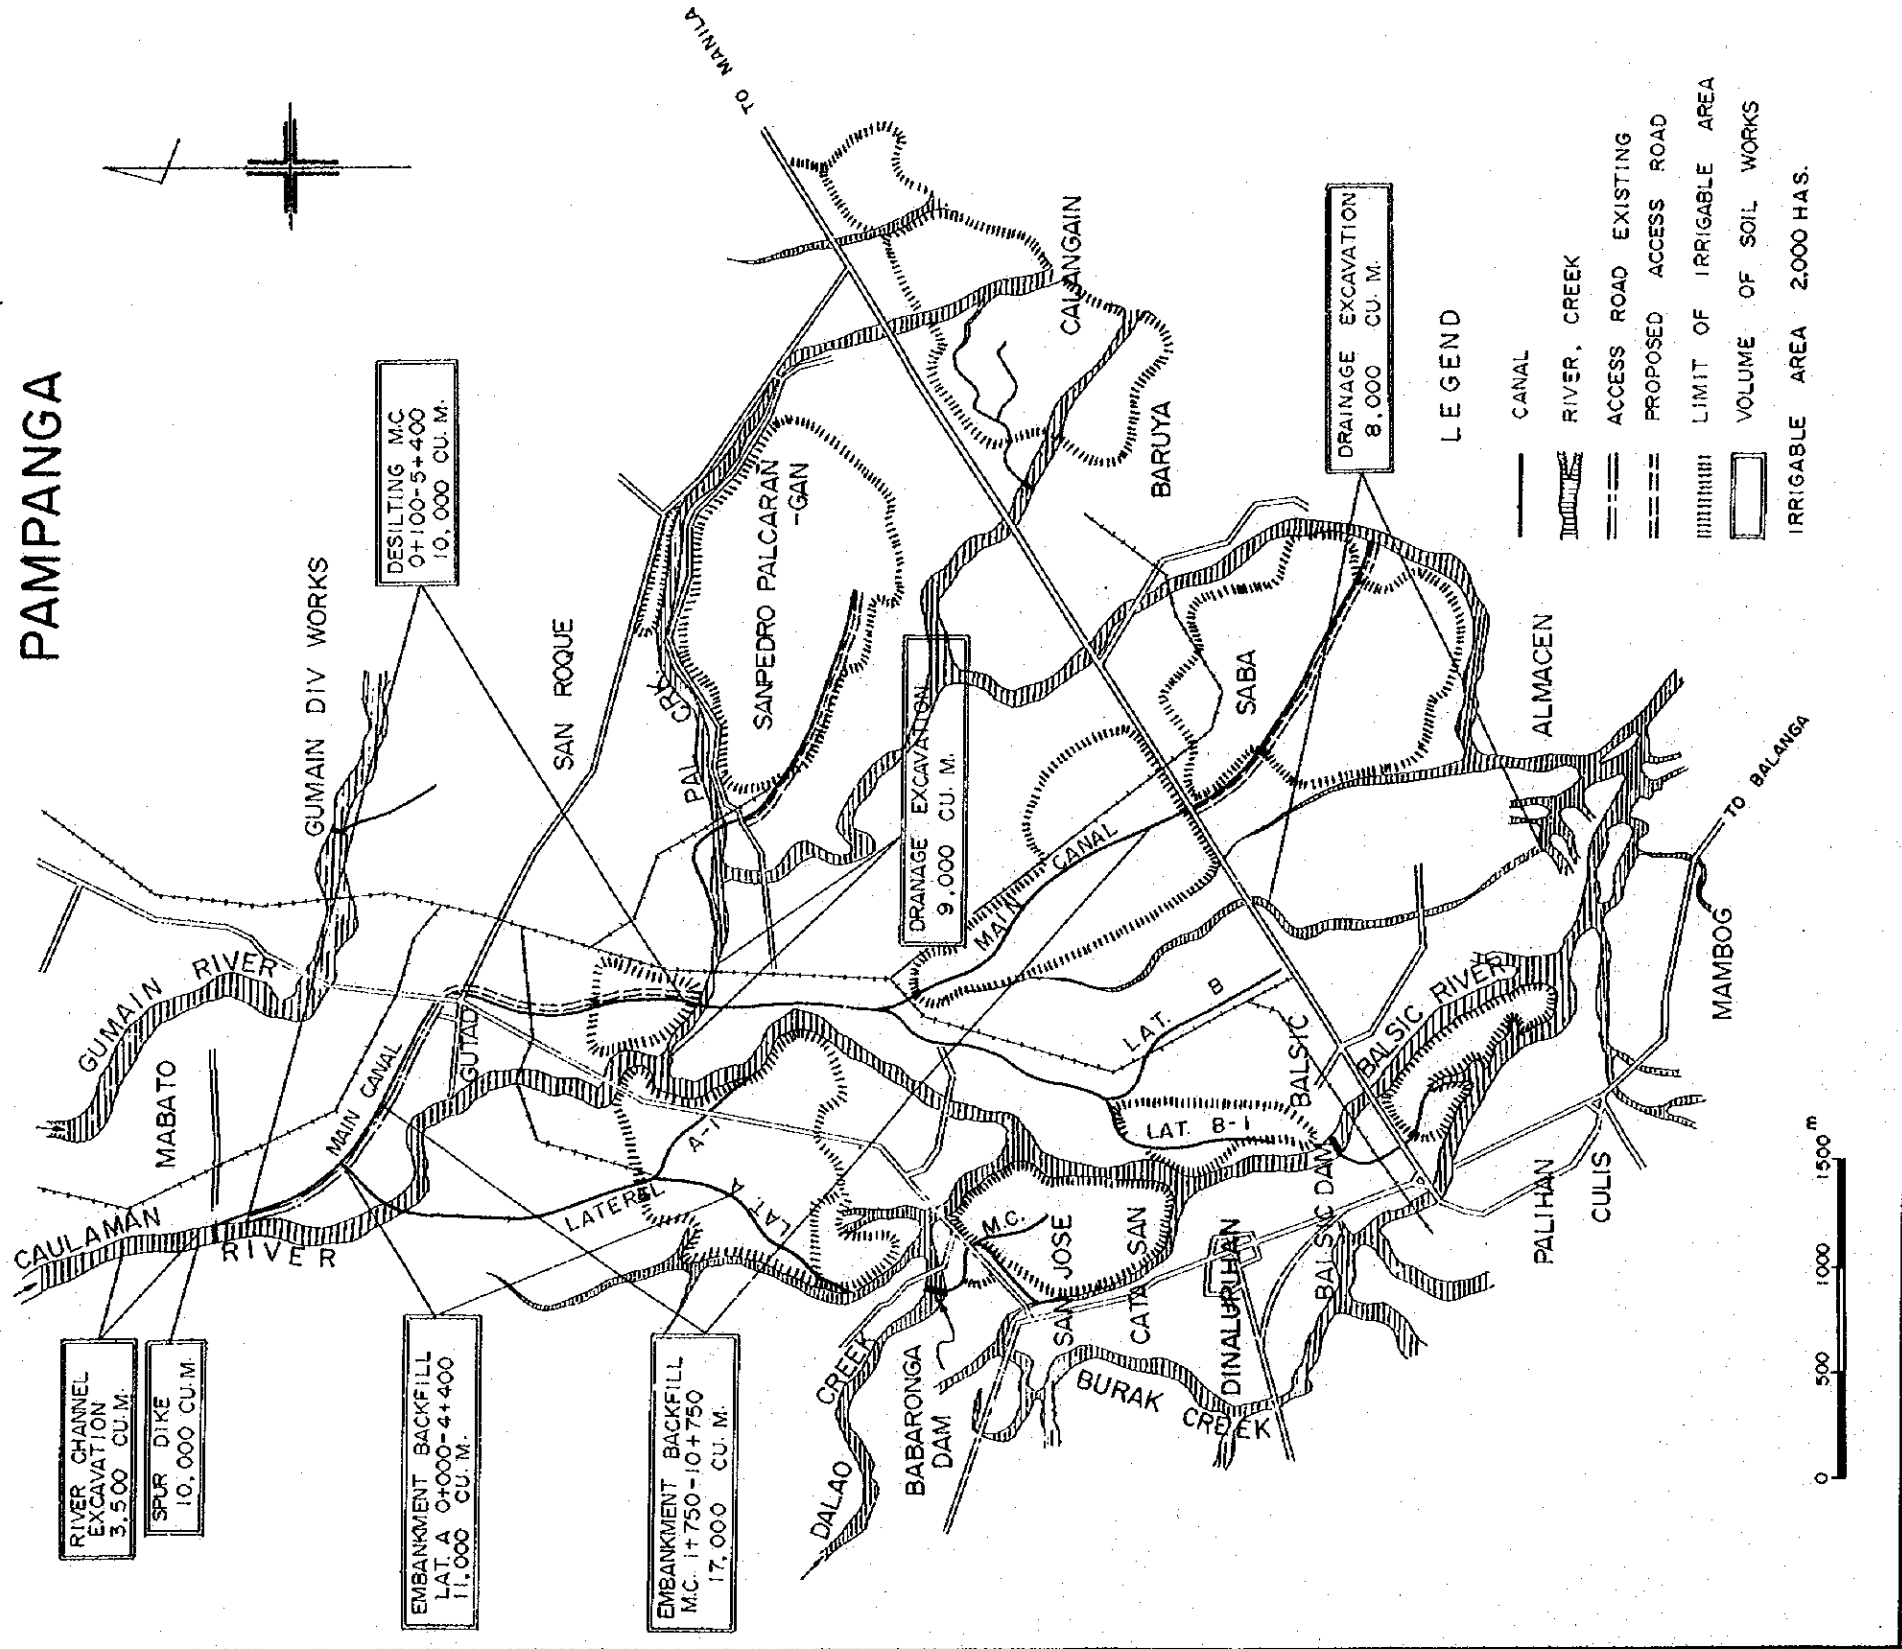 PAMPANGA
TO MANILA
DESILTING M.C
0+100-5+400
10,000 CU. M.
GUMAIN DIV WORKS
SAN ROQUE
SANPEDRO PALCARAN
-GAN
CALANGAIN
BARUYA
DRAINAGE EXCAVATION
8,000 CU. M.
PAL CRK.
DRANAGE EXCAVATION
9,000 CU. M.
SABA
ALMACEN
TO BALANGA
GUMAIN RIVER
MABATO
MAIN CANAL
GUTAD
MAIN CANAL
LAT. B
BALSIC
BALSIC RIVER
MAMBOG
CAULAMAN
RIVER
LATEREL
A-1
LAT. A
LAT. B-1
M.C.
SAN JOSE
CATA SAN
DINALURIHAN
BALSIC DAM
PALIHAN
CULIS
RIVER CHANNEL
EXCAVATION
3,500 CU. M.
SPUR DIKE
10,000 CU.M.
EMBANKMENT BACKFILL
LAT. A 0+000-4+400
11,000 CU.M.
EMBANKMENT BACKFILL
M.C. 1+750-10+750
17,000 CU. M.
DALAO CREEK
BABARONGA
DAM
BURAK CREEK
LEGEND
CANAL
RIVER, CREEK
ACCESS ROAD EXISTING
PROPOSED ACCESS ROAD
LIMIT OF IRRIGABLE AREA
VOLUME OF SOIL WORKS
IRRIGABLE AREA 2,000 HAS.
0 500 1000 1500 m